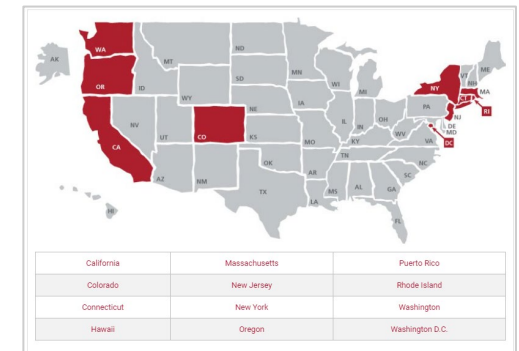 WA
AK
MT
ND
ME
VT
NH
OR
ID
SD
MN
WI
MI
NY
MA
CT
RI
WY
NE
IA
PA
NJ
NV
UT
CO
KS
IL
IN
OH
DE
MD
CA
MO
KY
WV
VA
DC
AZ
NM
OK
AR
TN
NC
SC
TX
LA
MS
AL
GA
FL
HI
California Massachusetts Puerto Rico
Colorado New Jersey Rhode Island
Connecticut New York Washington
Hawaii Oregon Washington D.C.